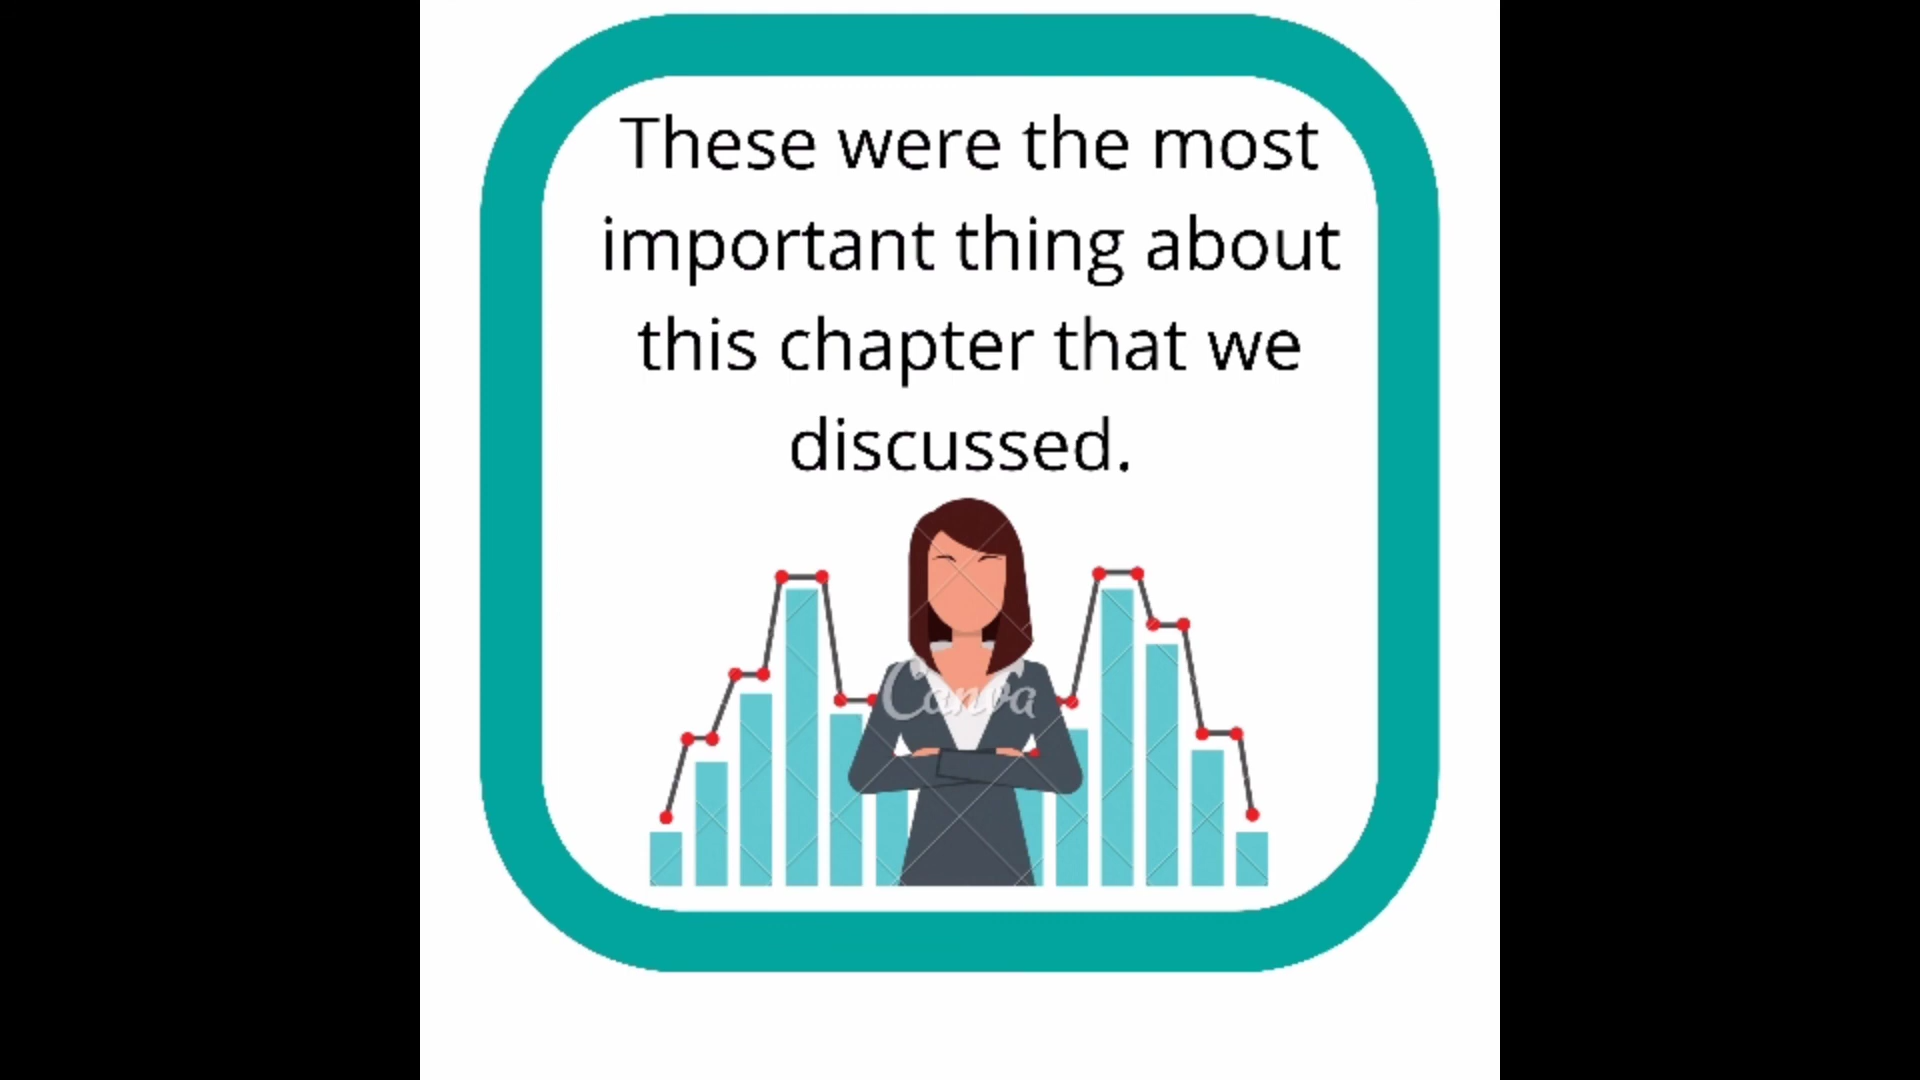 These were the most
important thing about
this chapter that we
discussed.
Canva